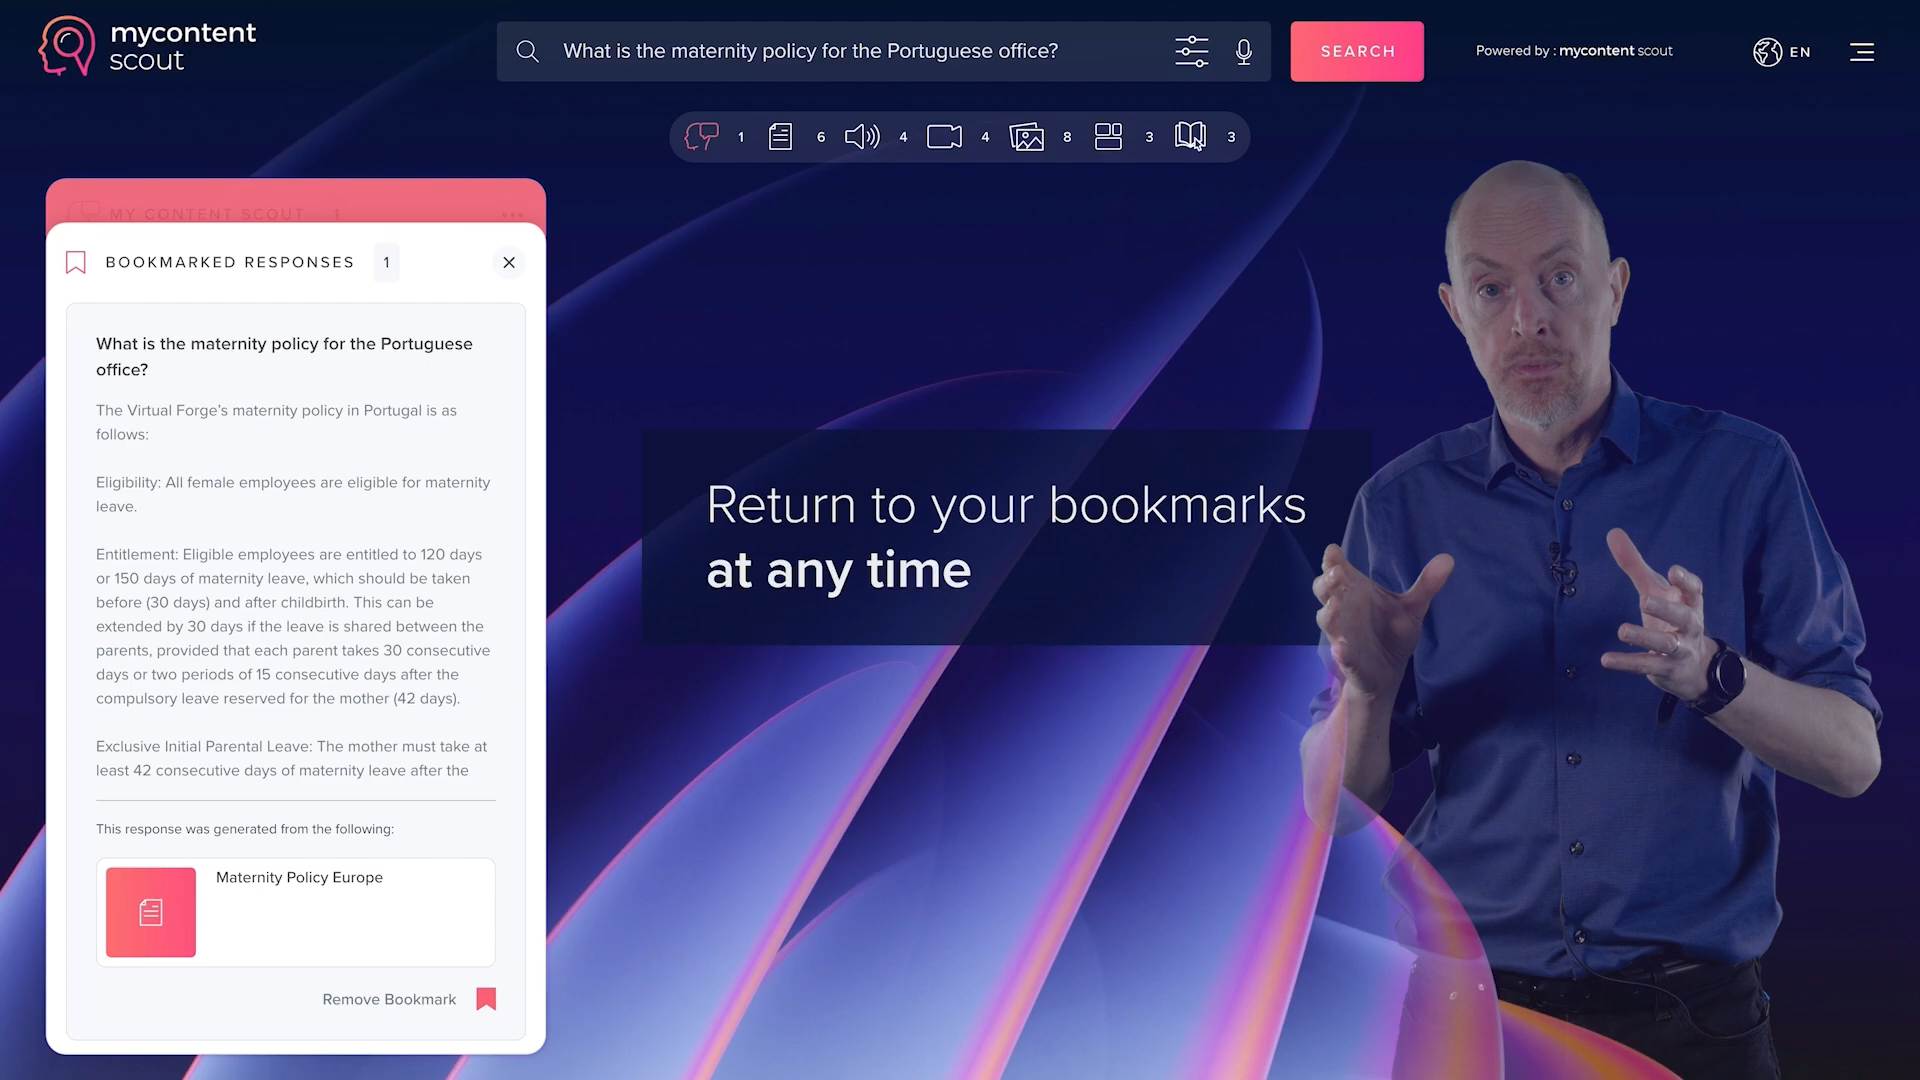 mycontent
scout
What is the maternity policy for the Portuguese office?
SEARCH
Powered by : mycontent scout
EN
1
6
4
4
8
3
3
MY CONTENT SCOUT 1
BOOKMARKED RESPONSES 1
What is the maternity policy for the Portuguese
office?
The Virtual Forge's maternity policy in Portugal is as
follows:
Eligibility: All female employees are eligible for maternity
leave.
Entitlement: Eligible employees are entitled to 120 days
or 150 days of maternity leave, which should be taken
before (30 days) and after childbirth. This can be
extended by 30 days if the leave is shared between the
parents, provided that each parent takes 30 consecutive
days or two periods of 15 consecutive days after the
compulsory leave reserved for the mother (42 days).
Exclusive Initial Parental Leave: The mother must take at
least 42 consecutive days of maternity leave after the
This response was generated from the following:
Maternity Policy Europe
Remove Bookmark
Return to your bookmarks
at any time